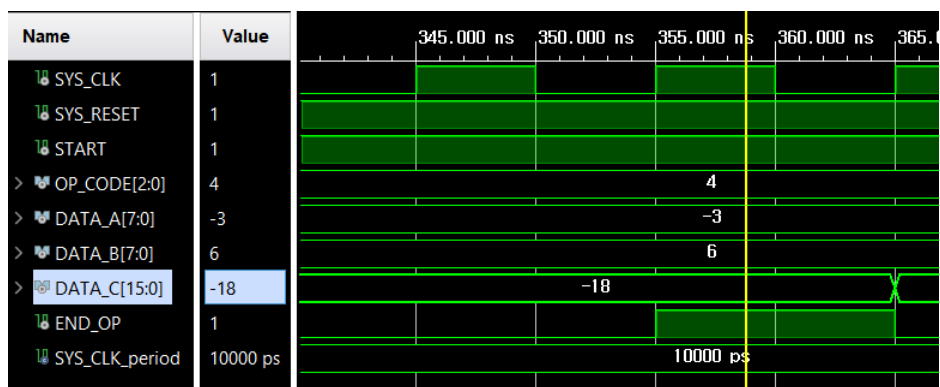 Name Value 345.000 ns 350.000 ns 355.000 ns 360.000 ns 365.0
SYS_CLK 1
SYS_RESET 1
START 1
> OP_CODE[2:0] 4 4
> DATA_A[7:0] -3 -3
> DATA_B[7:0] 6 6
> DATA_C[15:0] -18 -18
END_OP 1
SYS_CLK_period 10000 ps 10000 ps